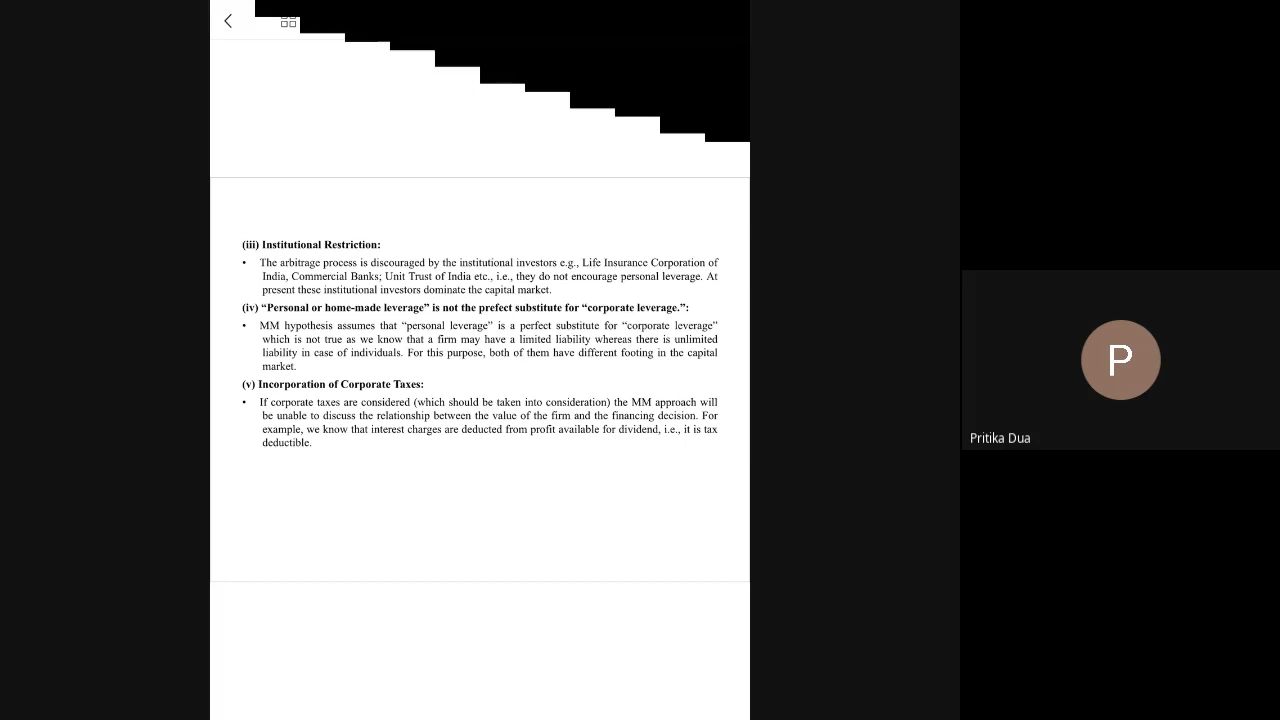 (iii) Institutional Restriction:
• The arbitrage process is discouraged by the institutional investors e.g., Life Insurance Corporation of
India, Commercial Banks; Unit Trust of India etc., i.e., they do not encourage personal leverage. At
present these institutional investors dominate the capital market.
(iv) “Personal or home-made leverage” is not the prefect substitute for “corporate leverage.”:
• MM hypothesis assumes that “personal leverage” is a perfect substitute for “corporate leverage”
which is not true as we know that a firm may have a limited liability whereas there is unlimited
liability in case of individuals. For this purpose, both of them have different footing in the capital
market.
(v) Incorporation of Corporate Taxes:
• If corporate taxes are considered (which should be taken into consideration) the MM approach will
be unable to discuss the relationship between the value of the firm and the financing decision. For
example, we know that interest charges are deducted from profit available for dividend, i.e., it is tax
deductible.
P
Pritika Dua